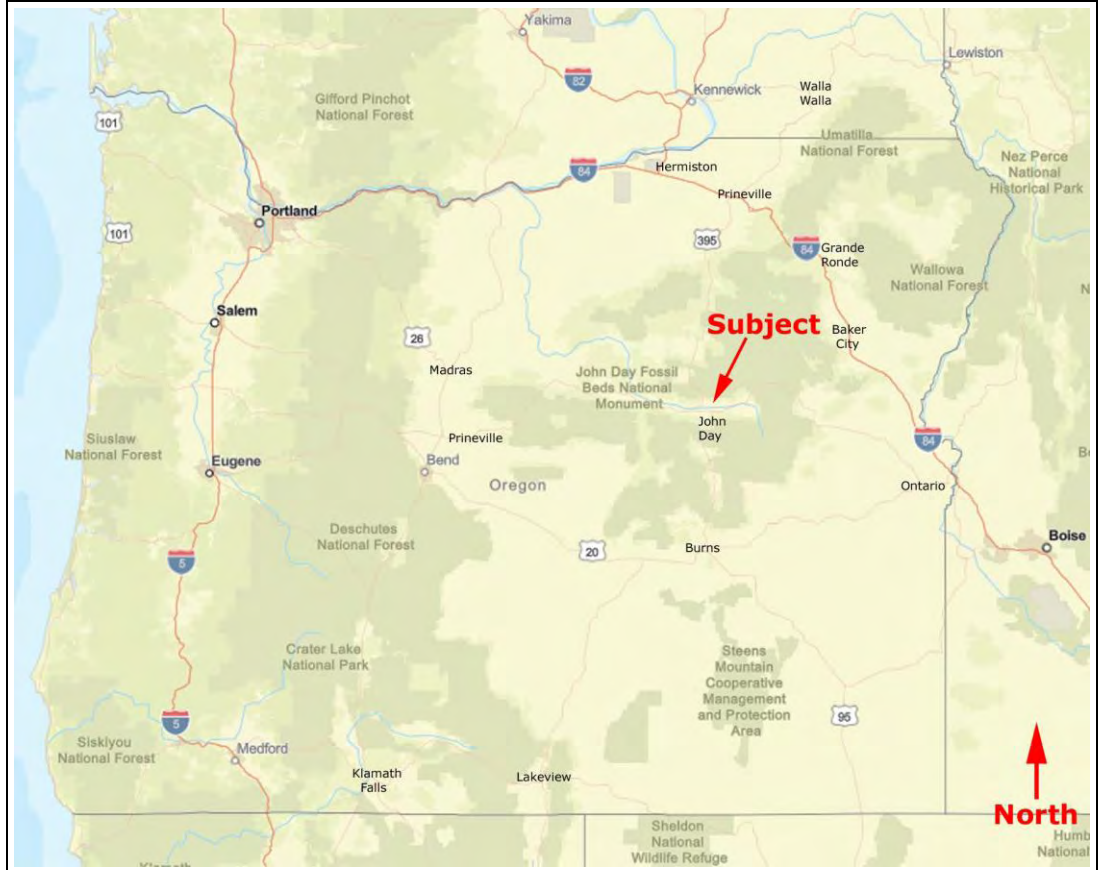 Yakima
Lewiston
82
Kennewick
Walla
Walla
Gifford Pinchot
National Forest
101
Umatilla
National Forest
Nez Perce
National
Historical Park
84
Hermiston
Prineville
Portland
101
395
84
Grande
Ronde
Wallowa
National Forest
N
Salem
Subject
Baker
City
26
Madras
John Day Fossil
Beds National
Monument
John
Day
Siuslaw
National Forest
Prineville
84
Be
Eugene
Bend
Oregon
Ontario
Deschutes
National Forest
20
Burns
Boise
5
Crater Lake
National Park
Steens
Mountain
Cooperative
Management
and Protection
Area
95
5
Siskiyou
National Forest
Medford
Klamath
Falls
Lakeview
North
Sheldon
National
Wildlife Refuge
Humb
National
Klamath